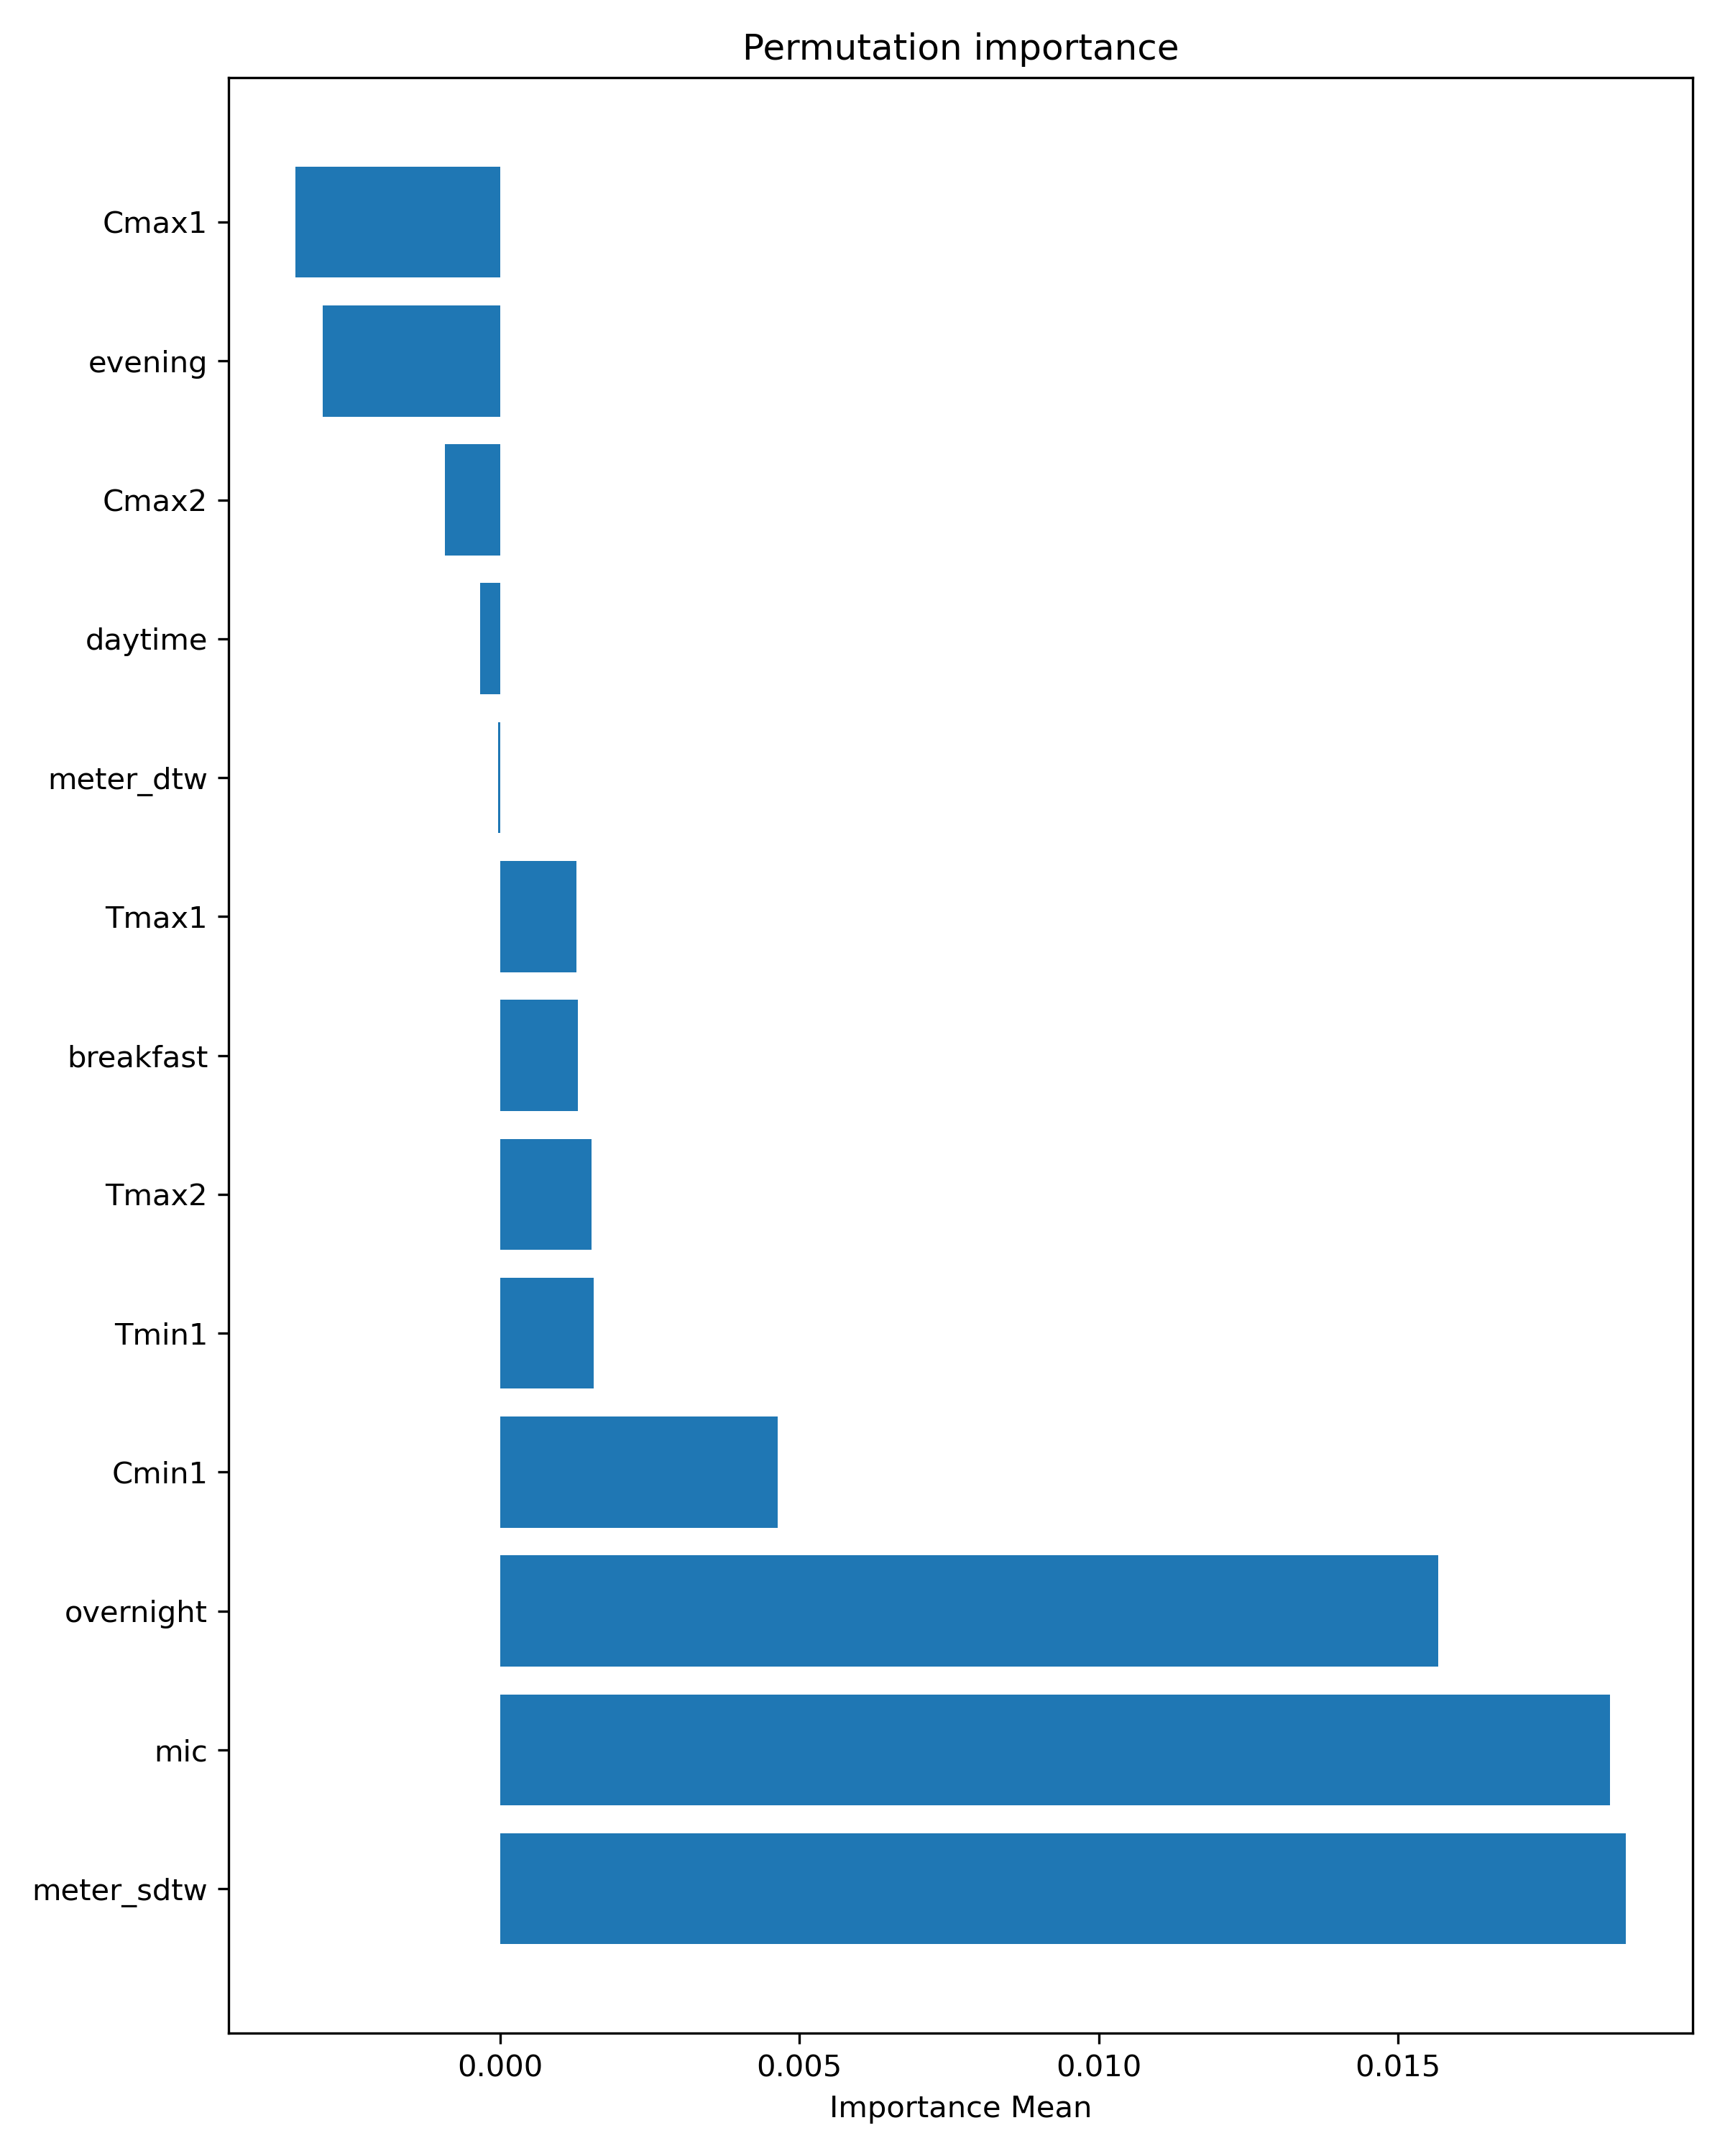 Permutation importance
Cmax1
evening
Cmax2
daytime
meter_dtw
Tmax1
breakfast
Tmax2
Tmin1
Cmin1
overnight
mic
meter_sdtw
0.000 0.005 0.010 0.015
Importance Mean